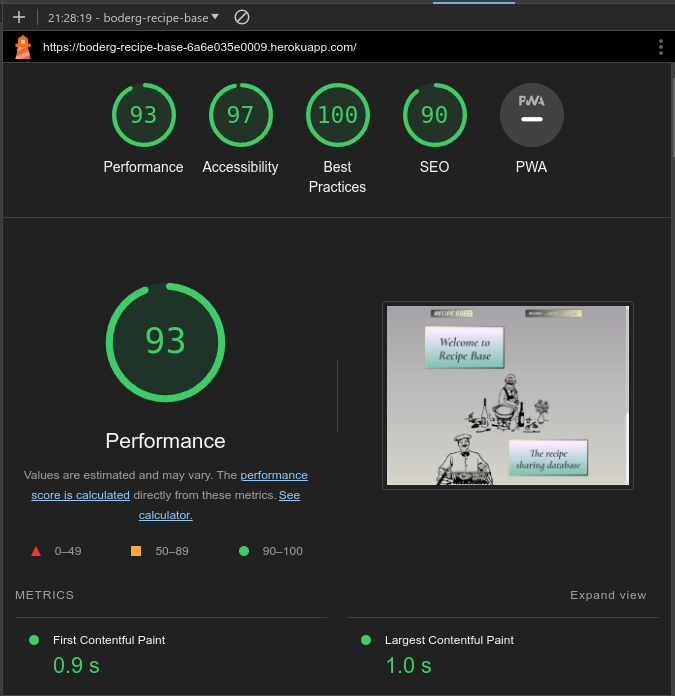 21:28:19 - boderg-recipe-base
https://boderg-recipe-base-6a6e035e0009.herokuapp.com/
93
97
100
90
PWA
Performance
Accessibility
Best
Practices
SEO
PWA
93
Performance
Values are estimated and may vary. The performance
score is calculated directly from these metrics. See
calculator.
0–49
50–89
90–100
RECIPE BASE
Welcome to
Recipe Base
The recipe
sharing database
METRICS
Expand view
First Contentful Paint
0.9 s
Largest Contentful Paint
1.0 s